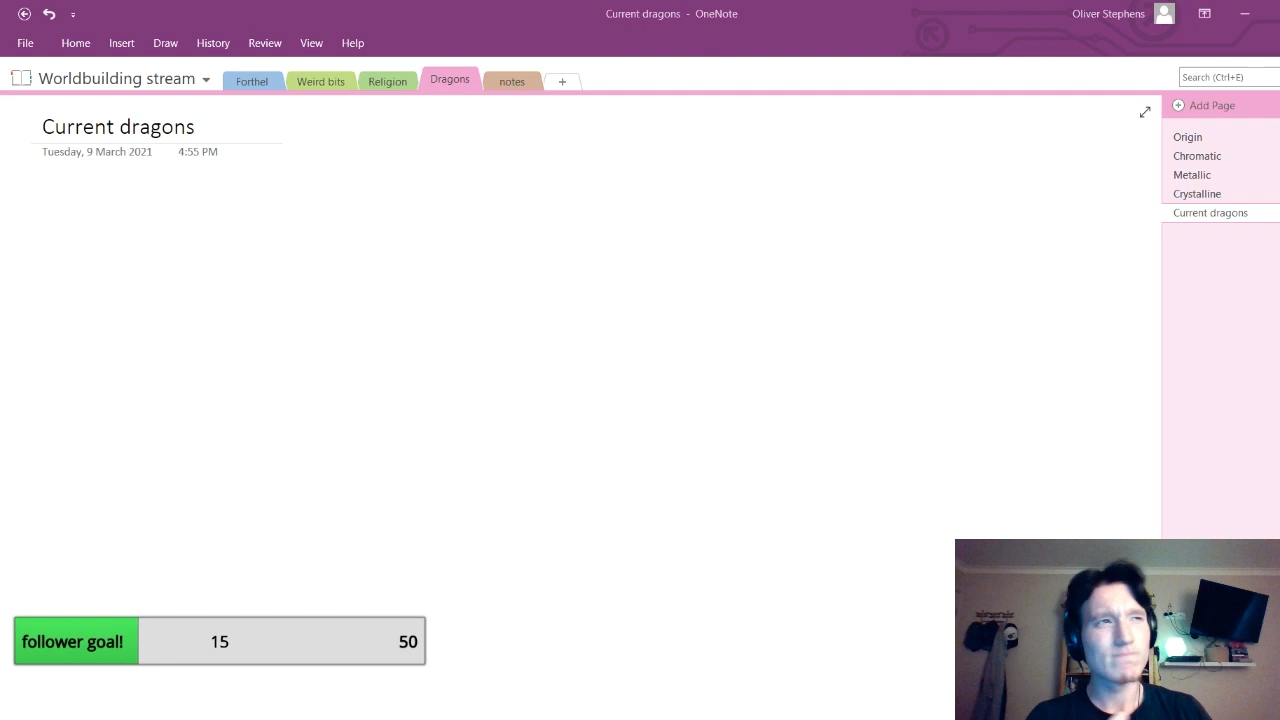 Current dragons - OneNote
Oliver Stephens
File Home Insert Draw History Review View Help
Worldbuilding stream Forthel Weird bits Religion Dragons notes +
Search (Ctrl+E)
Current dragons
Tuesday, 9 March 2021 4:55 PM
Add Page
Origin
Chromatic
Metallic
Crystalline
Current dragons
follower goal! 15 50